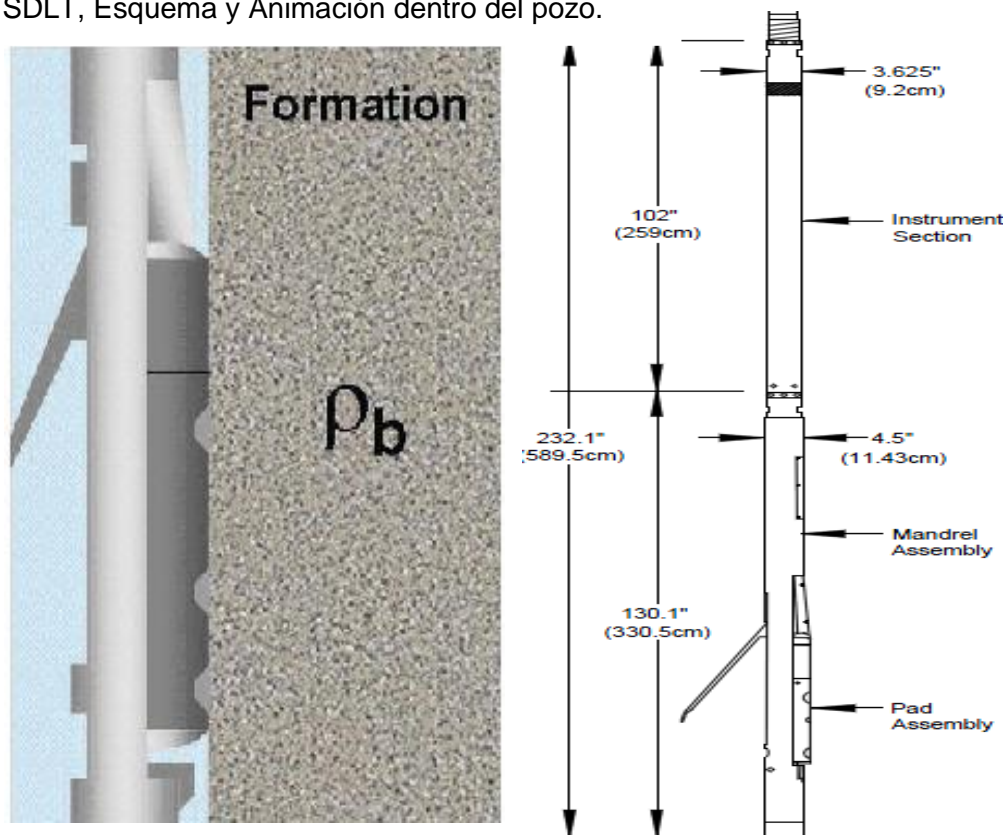 SDLT, Esquema y Animación dentro del pozo.
Formation
ρb
3.625"
(9.2cm)
102"
(259cm)
Instrument
Section
232.1"
(589.5cm)
4.5"
(11.43cm)
Mandrel
Assembly
130.1"
(330.5cm)
Pad
Assembly